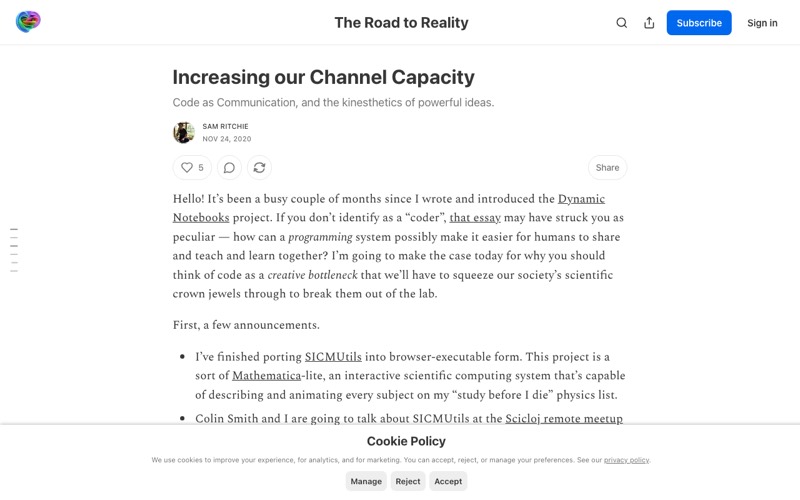 The Road to Reality
Subscribe
Sign in
Increasing our Channel Capacity
Code as Communication, and the kinesthetics of powerful ideas.
SAM RITCHIE
NOV 24, 2020
5
Share
Hello! It’s been a busy couple of months since I wrote and introduced the Dynamic
Notebooks project. If you don’t identify as a “coder”, that essay may have struck you as
peculiar — how can a programming system possibly make it easier for humans to share
and teach and learn together? I’m going to make the case today for why you should
think of code as a creative bottleneck that we’ll have to squeeze our society’s scientific
crown jewels through to break them out of the lab.
First, a few announcements.
I’ve finished porting SICMUtils into browser-executable form. This project is a
sort of Mathematica-lite, an interactive scientific computing system that’s capable
of describing and animating every subject on my “study before I die” physics list.
Colin Smith and I are going to talk about SICMUtils at the Scicloj remote meetup
Cookie Policy
We use cookies to improve your experience, for analytics, and for marketing. You can accept, reject, or manage your preferences. See our privacy policy.
Manage
Reject
Accept